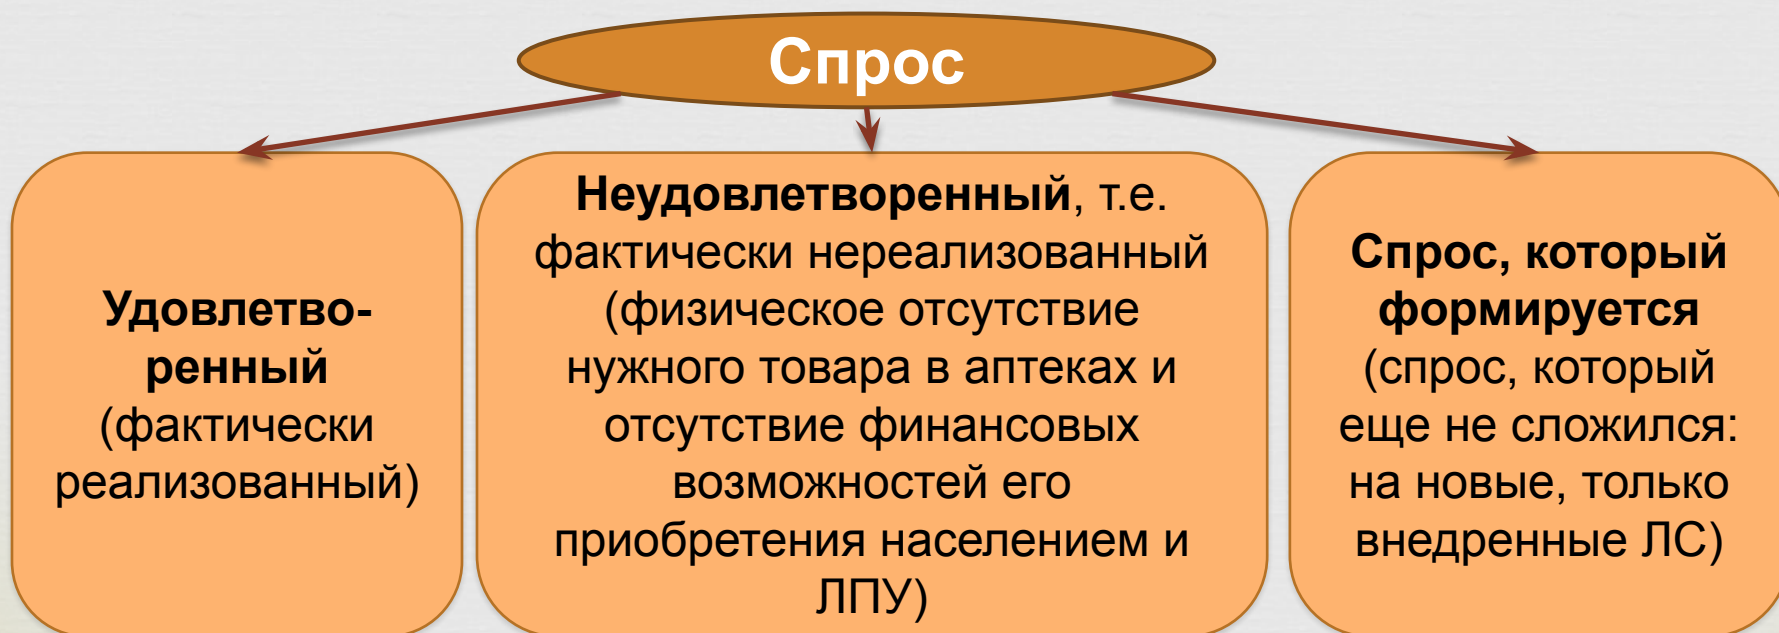 Спрос
Удовлетво-
ренный
(фактически
реализованный)
Неудовлетворенный, т.е.
фактически нереализованный
(физическое отсутствие
нужного товара в аптеках и
отсутствие финансовых
возможностей его
приобретения населением и
ЛПУ)
Спрос, который
формируется
(спрос, который
еще не сложился:
на новые, только
внедренные ЛС)